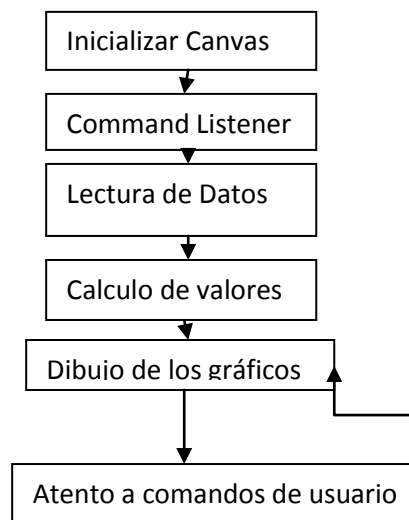 Inicializar Canvas
Command Listener
Lectura de Datos
Calculo de valores
Dibujo de los gráficos
Atento a comandos de usuario